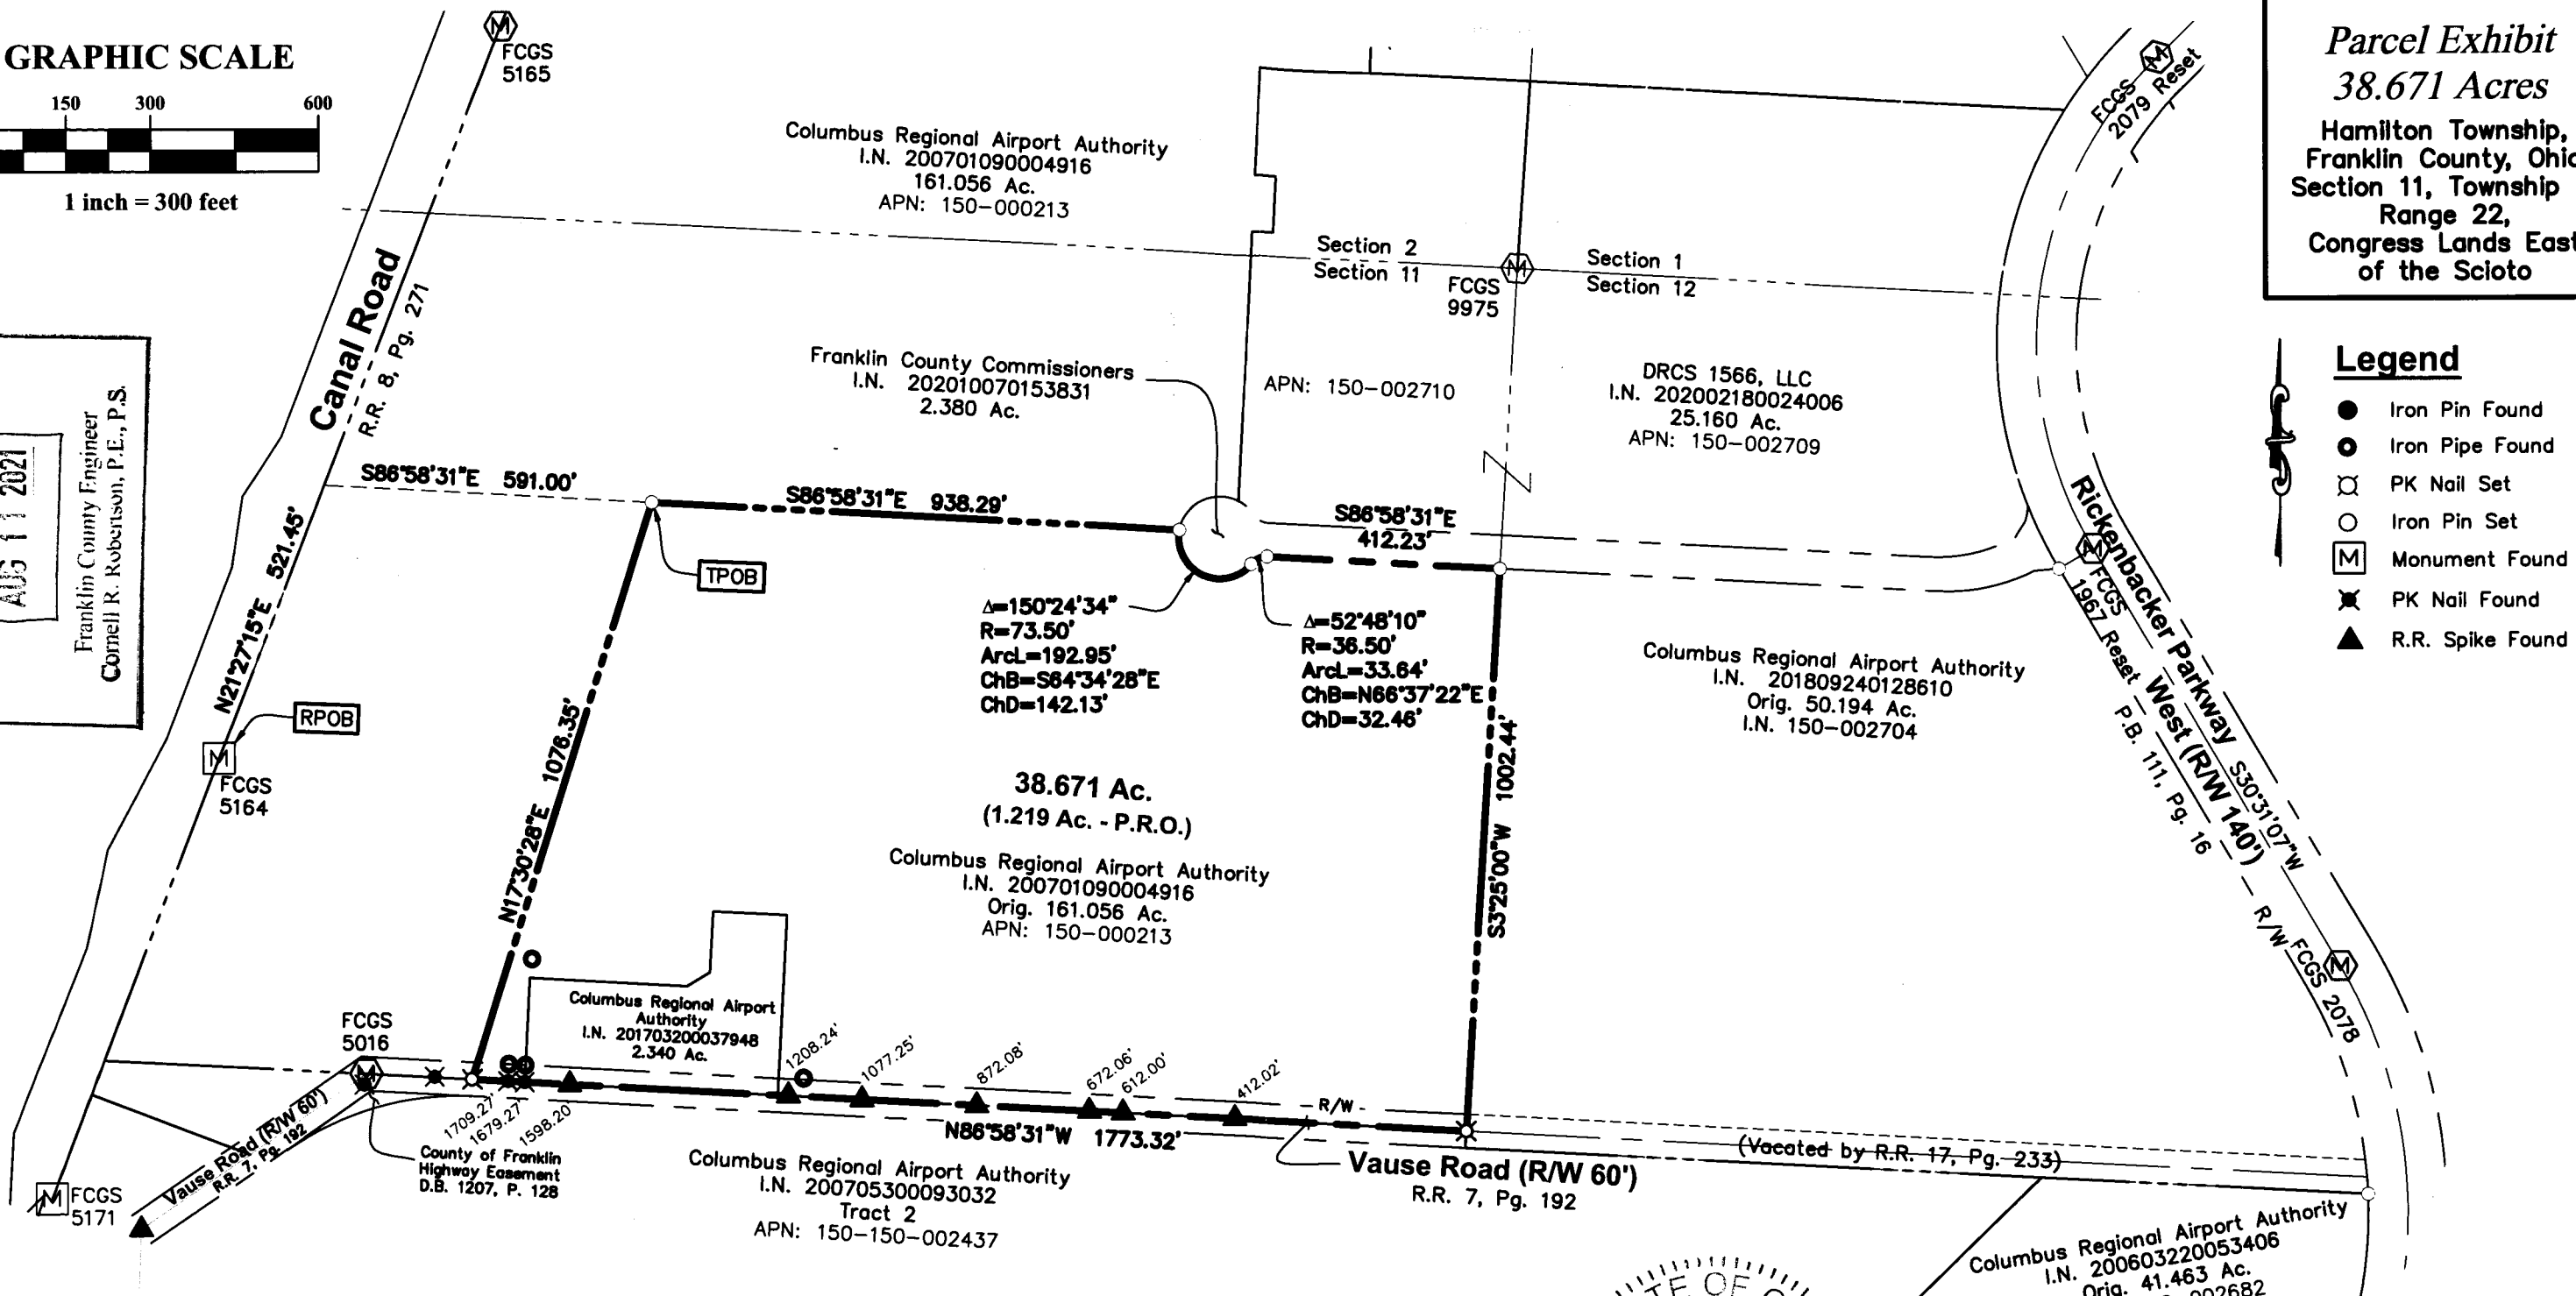 GRAPHIC SCALE
150 300 600
1 inch = 300 feet
FCGS
5165
Canal Road
R.R. 8, Pg. 271
Columbus Regional Airport Authority
I.N. 200701090004916
161.056 Ac.
APN: 150-000213
Section 2
Section 11
Section 1
Section 12
FCGS
9975
FCGS
2079 Reset
Parcel Exhibit
38.671 Acres
Hamilton Township,
Franklin County,
Section 11, Township
Range 22,
Congress Lands East
of the Scioto
Legend
Iron Pin Found
Iron Pipe Found
PK Nail Set
Iron Pin Set
M Monument Found
PK Nail Found
R.R. Spike Found
AUG 11 2021
Franklin County Engineer
Cornell R. Robertson, P.E., P.S.
Franklin County Commissioners
I.N. 202010070153831
2.380 Ac.
APN: 150-002710
DRCS 1566, LLC
I.N. 202002180024006
25.160 Ac.
APN: 150-002709
S86°58'31"E 591.00'
S86°58'31"E 938.29'
S86°58'31"E
412.23'
N21°27'15"E 521.45'
TPOB
RPOB
M
FCGS
5164
N17°30'28"E 1076.35'
Δ=150°24'34"
R=73.50'
ArcL=192.95'
ChB=S64°34'28"E
ChD=142.13'
Δ=52°48'10"
R=36.50'
ArcL=33.64'
ChB=N66°37'22"E
ChD=32.46'
S3°25'00"W 1002.44'
Columbus Regional Airport Authority
I.N. 201809240128610
Orig. 50.194 Ac.
I.N. 150-002704
Rickenbacker Parkway West (R/W 140')
FCGS
1967 Reset
P.B. 111, Pg. 16
S30°31'07"W
R/W
FCGS 2078
38.671 Ac.
(1.219 Ac. - P.R.O.)
Columbus Regional Airport Authority
I.N. 200701090004916
Orig. 161.056 Ac.
APN: 150-000213
Columbus Regional Airport
Authority
I.N. 201703200037948
2.340 Ac.
FCGS
5016
1709.27'
1679.27'
1598.20'
1208.24'
1077.25'
872.08'
672.06'
612.00'
412.02'
R/W
N86°58'31"W 1773.32'
Vause Road (R/W 60')
R.R. 7, Pg. 192
County of Franklin
Highway Easement
D.B. 1207, P. 128
M
FCGS
5171
Columbus Regional Airport Authority
I.N. 200705300093032
Tract 2
APN: 150-150-002437
Vause Road (R/W 60')
R.R. 7, Pg. 192
(Vacated by R.R. 17, Pg. 233)
Columbus Regional Airport Authority
I.N. 200603220053406
Orig. 41.463 Ac.
002682